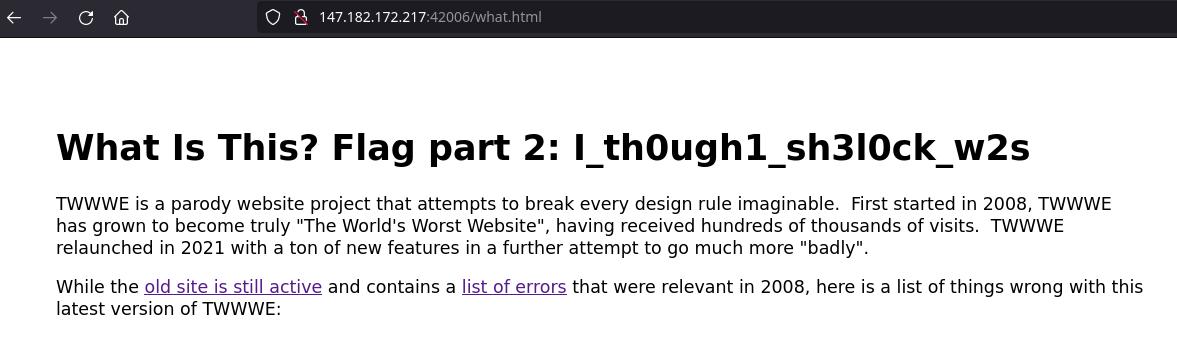 147.182.172.217:42006/what.html
What Is This? Flag part 2: I_th0ugh1_sh3l0ck_w2s
TWWWE is a parody website project that attempts to break every design rule imaginable.  First started in 2008, TWWWE
has grown to become truly "The World's Worst Website", having received hundreds of thousands of visits.  TWWWE
relaunched in 2021 with a ton of new features in a further attempt to go much more "badly".
While the old site is still active and contains a list of errors that were relevant in 2008, here is a list of things wrong with this
latest version of TWWWE: